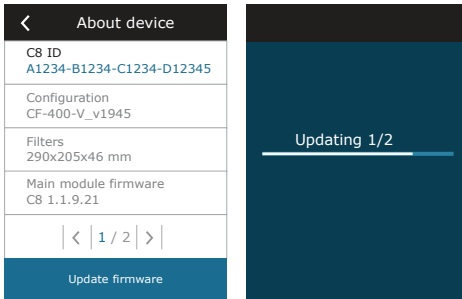 About device
C8 ID
A1234-B1234-C1234-D12345
Configuration
CF-400-V_v1945
Filters
290x205x46 mm
Main module firmware
C8 1.1.9.21
1 / 2
Update firmware
Updating 1/2